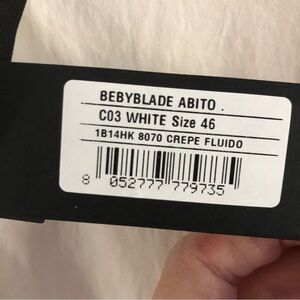 BEBYBLADE ABITO .
C03 WHITE Size 46
1B14HK 8070 CREPE FLUIDO
8 052777 779735